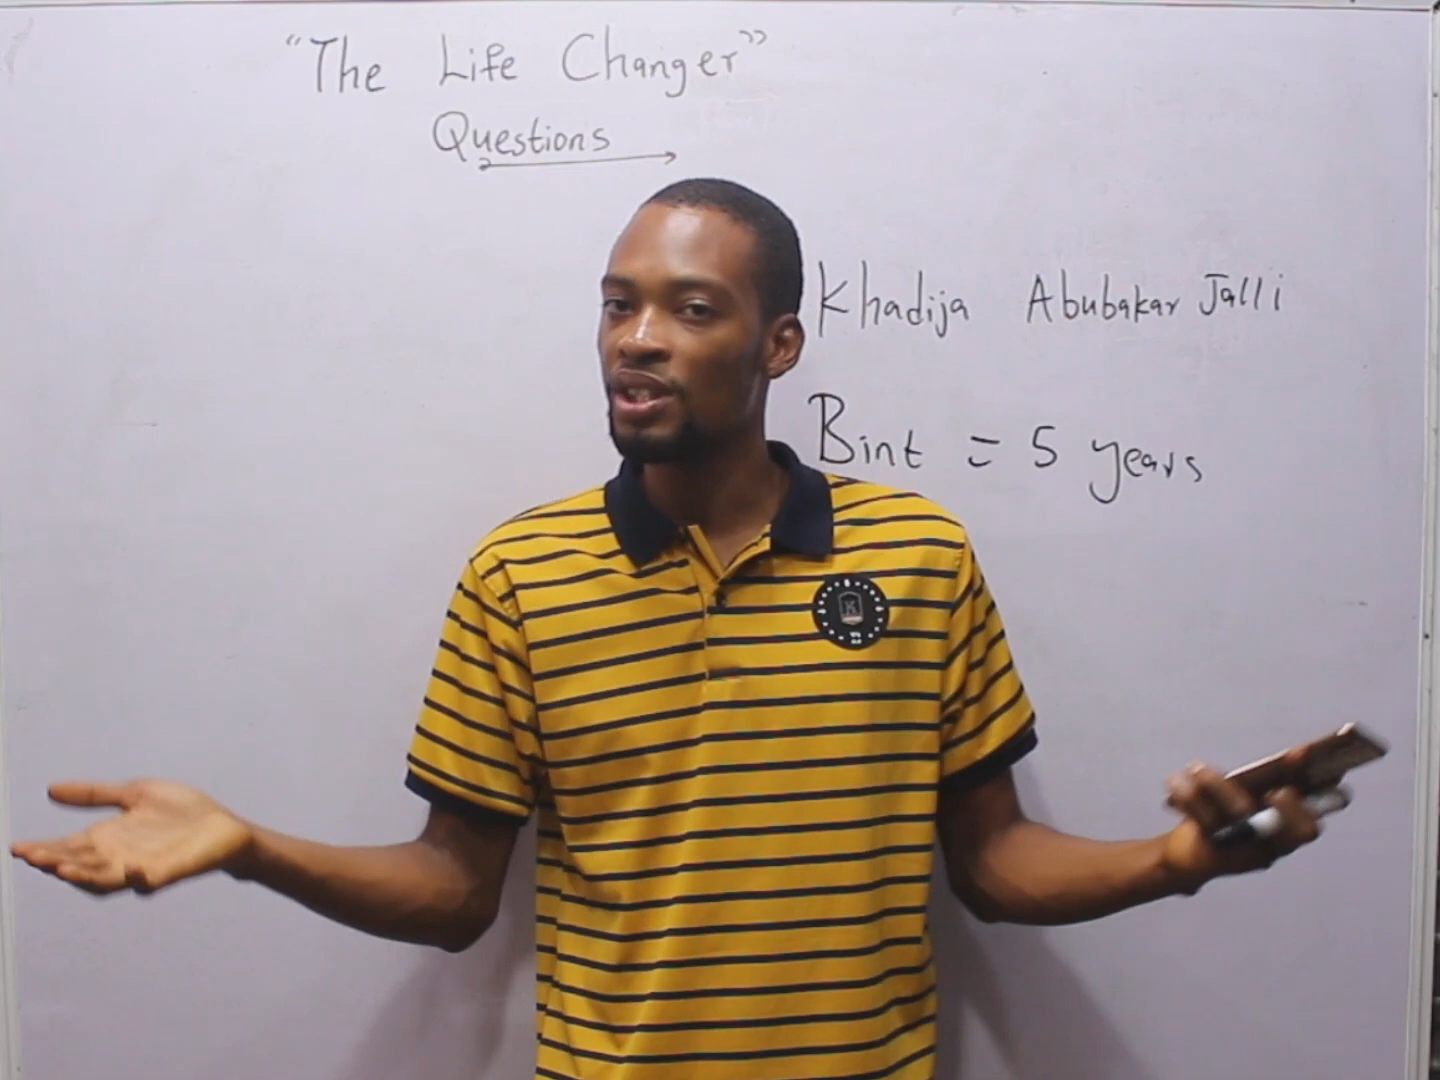 “The Life Changer”
Questions
Khadija Abubakar Jalli
Bint = 5 years